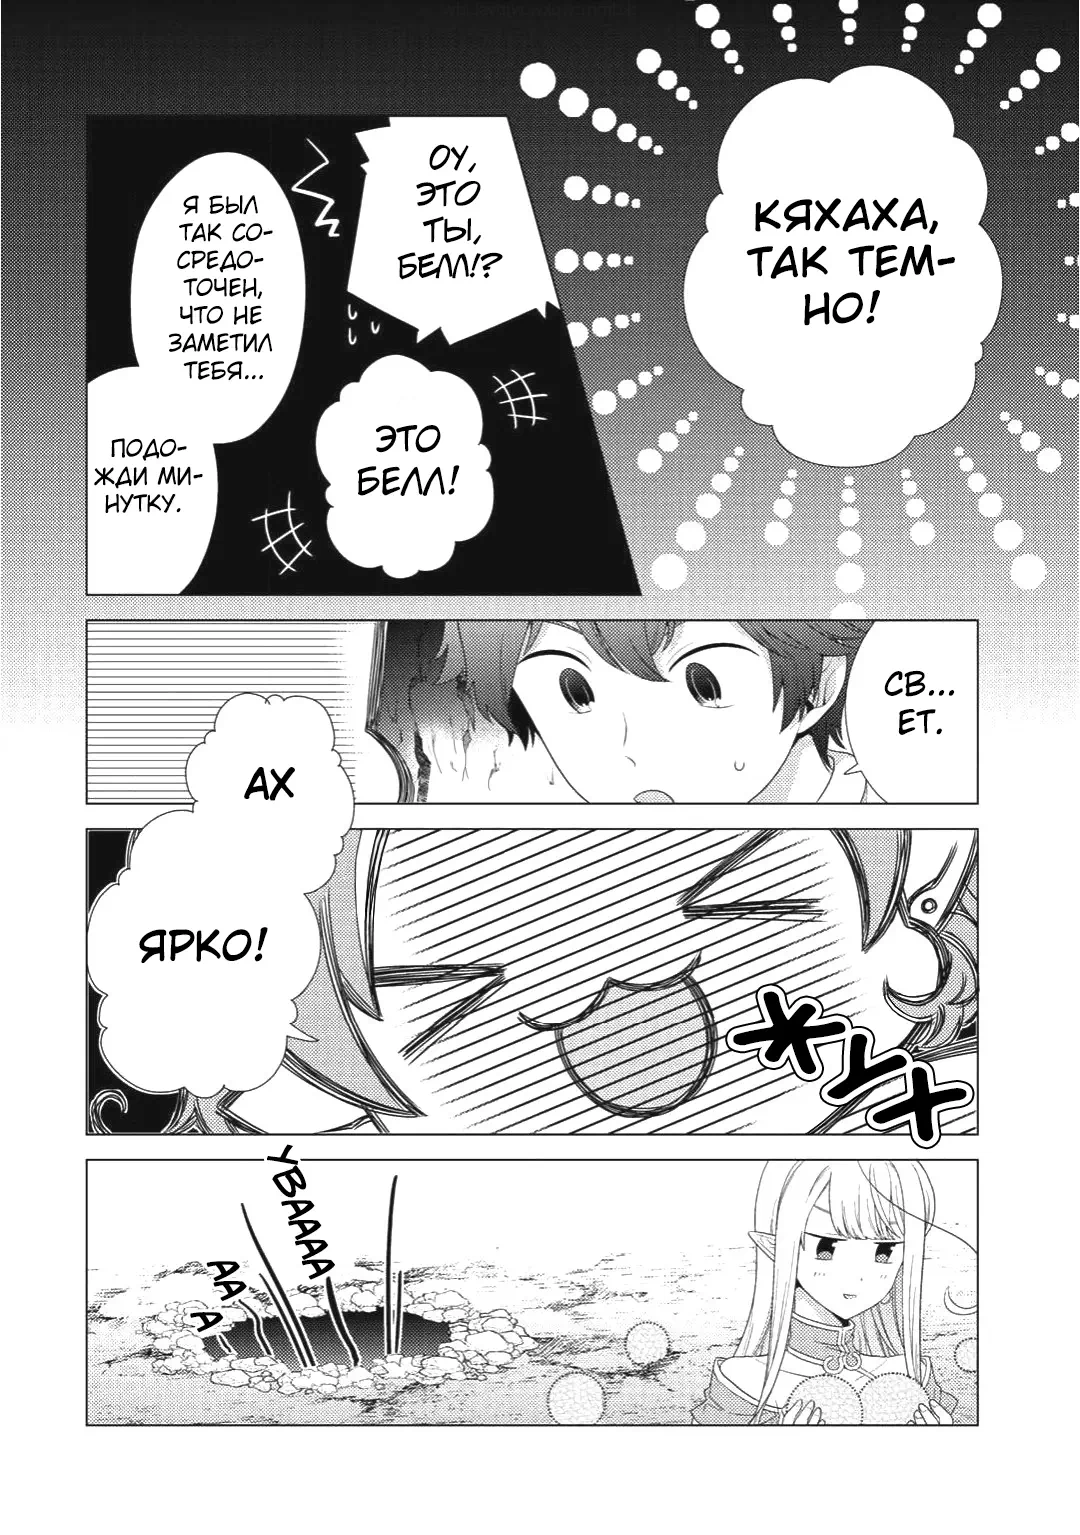 КЯХАХА,
ТАК ТЕМ-
НО!
ОУ,
ЭТО
ТЫ,
БЕЛЛ!?
Я БЫЛ
ТАК СО-
СРЕДО-
ТОЧЕН,
ЧТО НЕ
ЗАМЕТИЛ
ТЕБЯ...
ЭТО
БЕЛЛ!
ПОДО-
ЖДИ МИ-
НУТКУ.
СВ...
ЕТ.
АХ
ЯРКО!
ЖУХ
УВАААА
АА
А